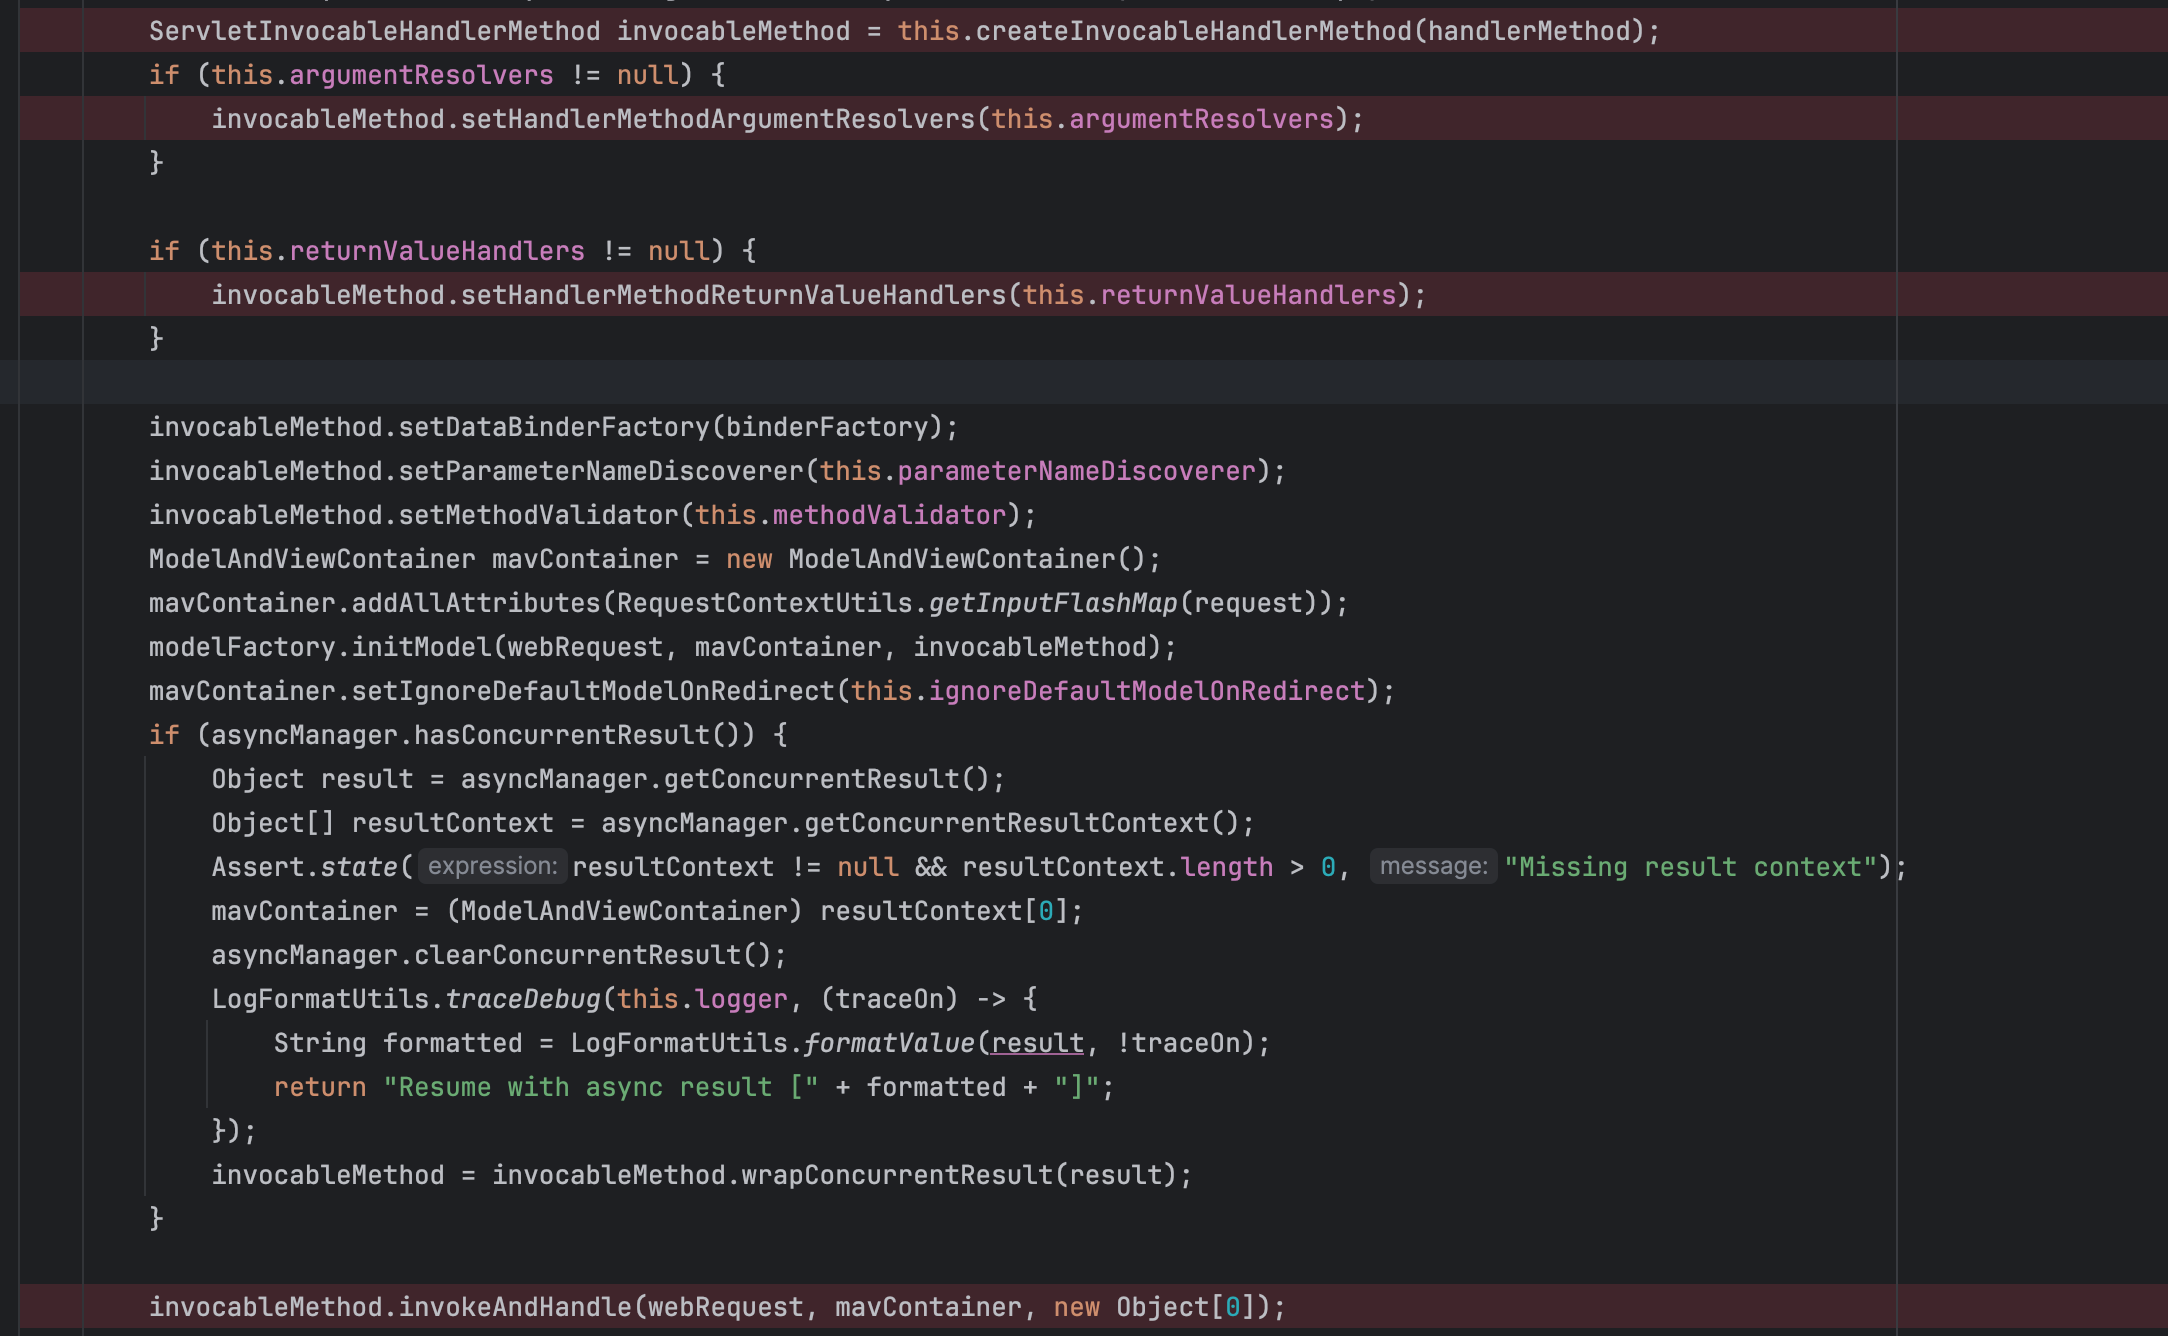 ServletInvocableHandlerMethod invocableMethod = this.createInvocableHandlerMethod(handlerMethod);
if (this.argumentResolvers != null) {
invocableMethod.setHandlerMethodArgumentResolvers(this.argumentResolvers);
}
if (this.returnValueHandlers != null) {
invocableMethod.setHandlerMethodReturnValueHandlers(this.returnValueHandlers);
}
invocableMethod.setDataBinderFactory(binderFactory);
invocableMethod.setParameterNameDiscoverer(this.parameterNameDiscoverer);
invocableMethod.setMethodValidator(this.methodValidator);
ModelAndViewContainer mavContainer = new ModelAndViewContainer();
mavContainer.addAllAttributes(RequestContextUtils.getInputFlashMap(request));
modelFactory.initModel(webRequest, mavContainer, invocableMethod);
mavContainer.setIgnoreDefaultModelOnRedirect(this.ignoreDefaultModelOnRedirect);
if (asyncManager.hasConcurrentResult()) {
Object result = asyncManager.getConcurrentResult();
Object[] resultContext = asyncManager.getConcurrentResultContext();
Assert.state( expression: resultContext != null && resultContext.length > 0, message: "Missing result context");
mavContainer = (ModelAndViewContainer) resultContext[0];
asyncManager.clearConcurrentResult();
LogFormatUtils.traceDebug(this.logger, (traceOn) -> {
String formatted = LogFormatUtils.formatValue(result, !traceOn);
return "Resume with async result [" + formatted + "]";
});
invocableMethod = invocableMethod.wrapConcurrentResult(result);
}
invocableMethod.invokeAndHandle(webRequest, mavContainer, new Object[0]);